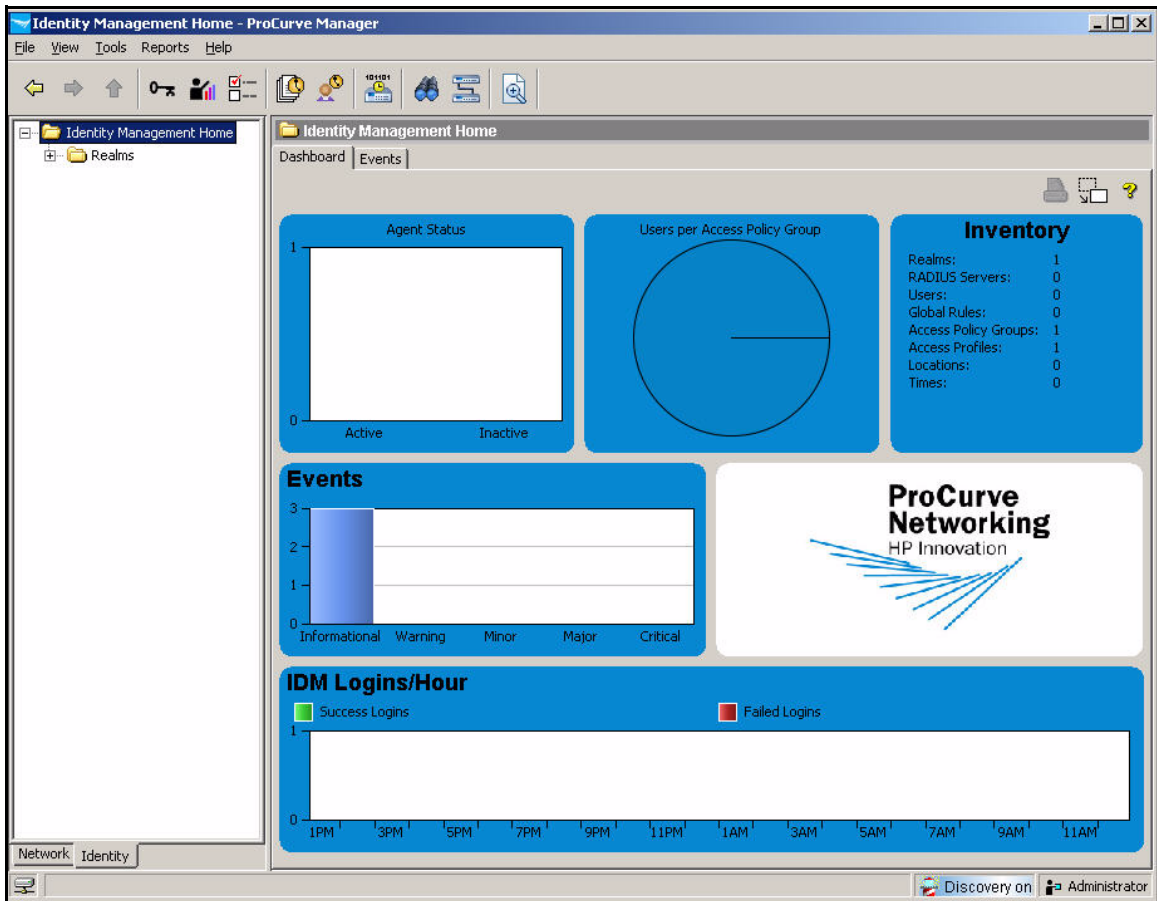 Identity Management Home - ProCurve Manager
File View Tools Reports Help
101101
Identity Management Home
Realms
Identity Management Home
Dashboard Events
Agent Status
1
0
Active Inactive
Users per Access Policy Group
Inventory
Realms: 1
RADIUS Servers: 0
Users: 0
Global Rules: 0
Access Policy Groups: 1
Access Profiles: 1
Locations: 0
Times: 0
Events
3
2
1
0
Informational Warning Minor Major Critical
ProCurve
Networking
HP Innovation
IDM Logins/Hour
Success Logins Failed Logins
1
0
1PM 3PM 5PM 7PM 9PM 11PM 1AM 3AM 5AM 7AM 9AM 11AM
Network Identity
Discovery on Administrator